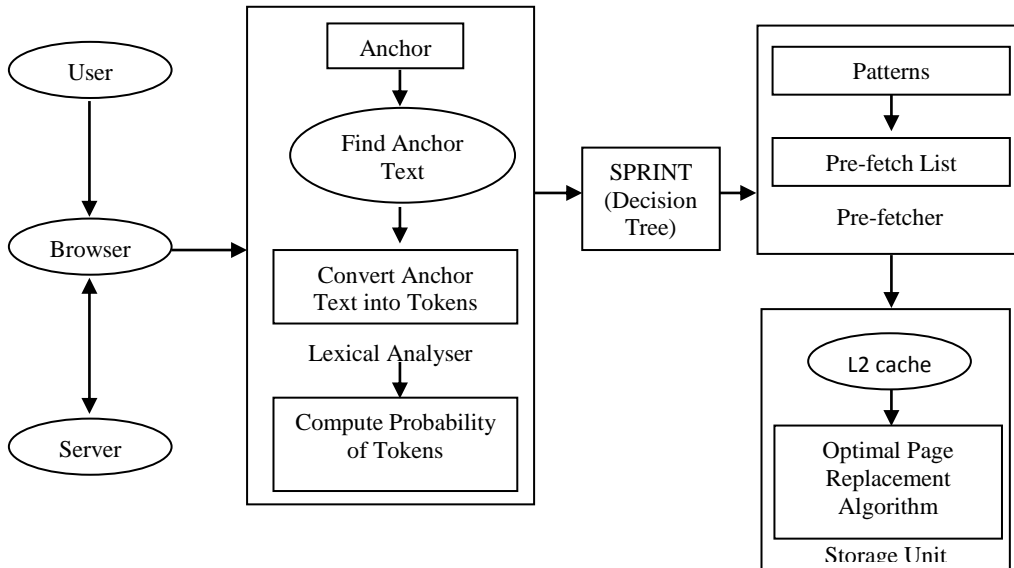 User
Browser
Server
Anchor
Find Anchor
Text
Convert Anchor
Text into Tokens
Lexical Analyser
Compute Probability
of Tokens
SPRINT
(Decision
Tree)
Patterns
Pre-fetch List
Pre-fetcher
L2 cache
Optimal Page
Replacement
Algorithm
Storage Unit